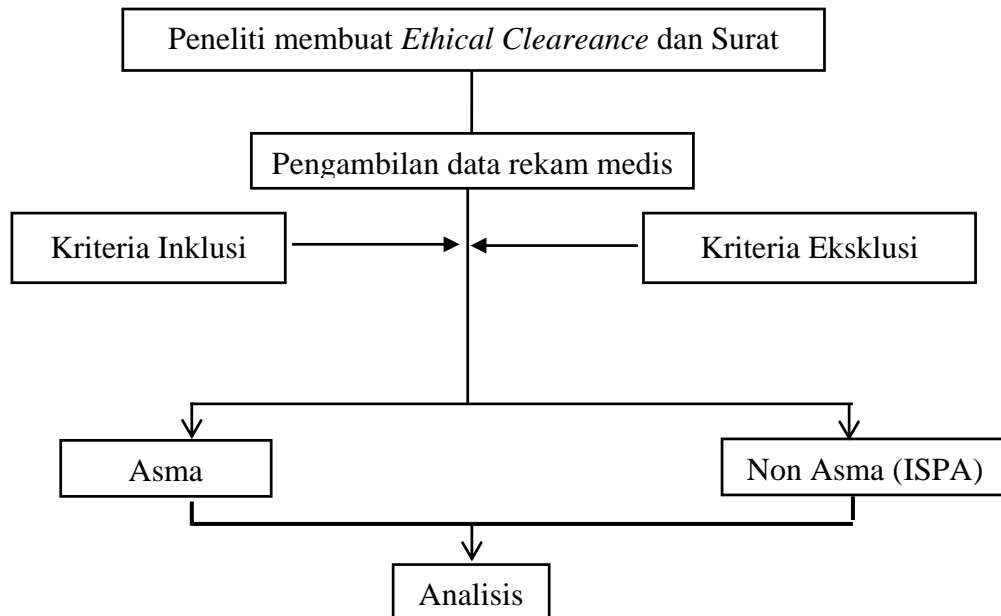 Peneliti membuat Ethical Cleareance dan Surat
Pengambilan data rekam medis
Kriteria Inklusi
Kriteria Eksklusi
Asma
Non Asma (ISPA)
Analisis